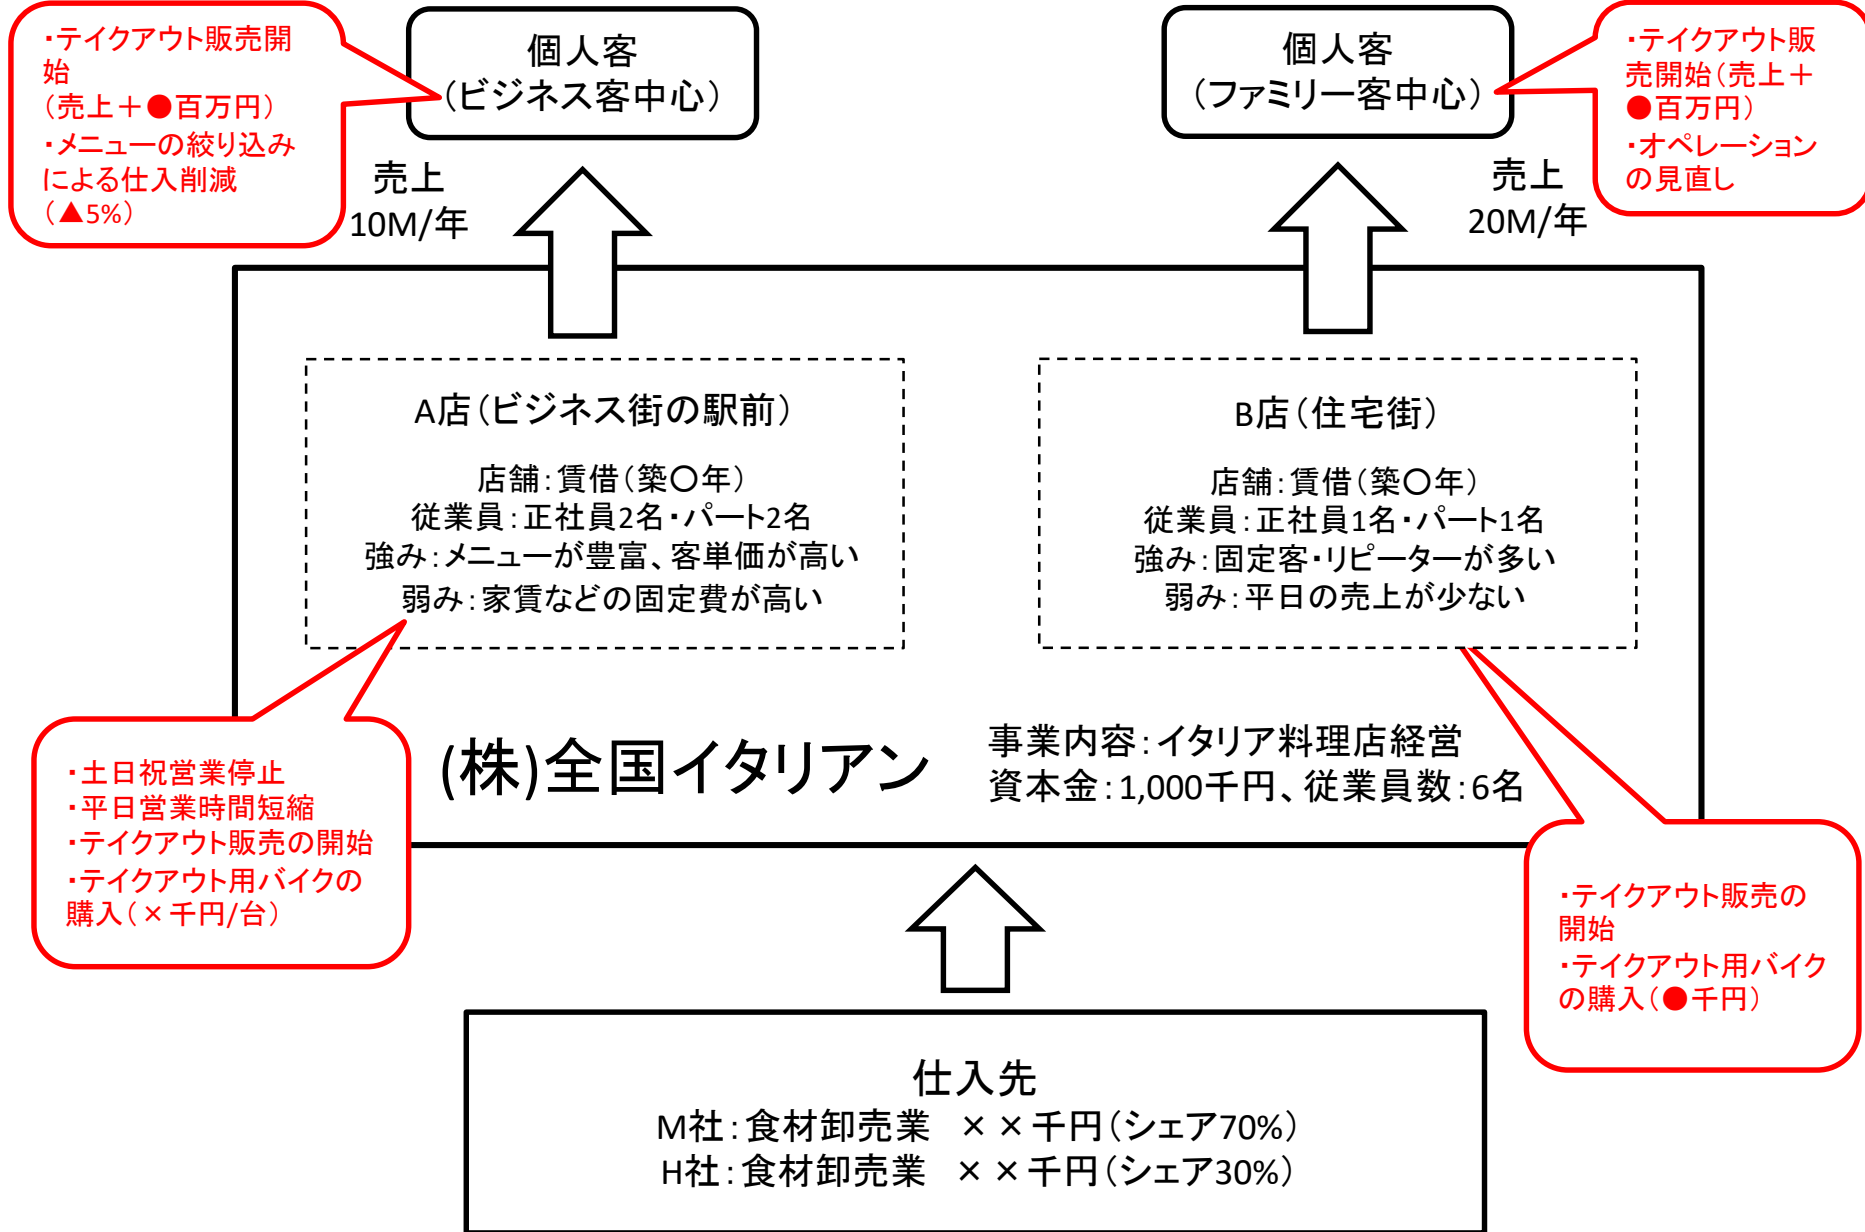 ・テイクアウト販売開
始
（売上＋●百万円）
・メニューの絞り込み
による仕入削減
（▲5%）
個人客
（ビジネス客中心）
個人客
（ファミリー客中心）
・テイクアウト販
売開始（売上＋
●百万円）
・オペレーション
の見直し
売上
10M/年
売上
20M/年
A店（ビジネス街の駅前）
店舗：賃借（築〇年）
従業員：正社員2名・パート2名
強み：メニューが豊富、客単価が高い
弱み：家賃などの固定費が高い
B店（住宅街）
店舗：賃借（築〇年）
従業員：正社員1名・パート1名
強み：固定客・リピーターが多い
弱み：平日の売上が少ない
・土日祝営業停止
・平日営業時間短縮
・テイクアウト販売の開始
・テイクアウト用バイクの
購入（×千円/台）
(株)全国イタリアン
事業内容：イタリア料理店経営
資本金：1,000千円、従業員数：6名
・テイクアウト販売の
開始
・テイクアウト用バイク
の購入（●千円）
仕入先
M社：食材卸売業　××千円（シェア70%）
H社：食材卸売業　××千円（シェア30%）